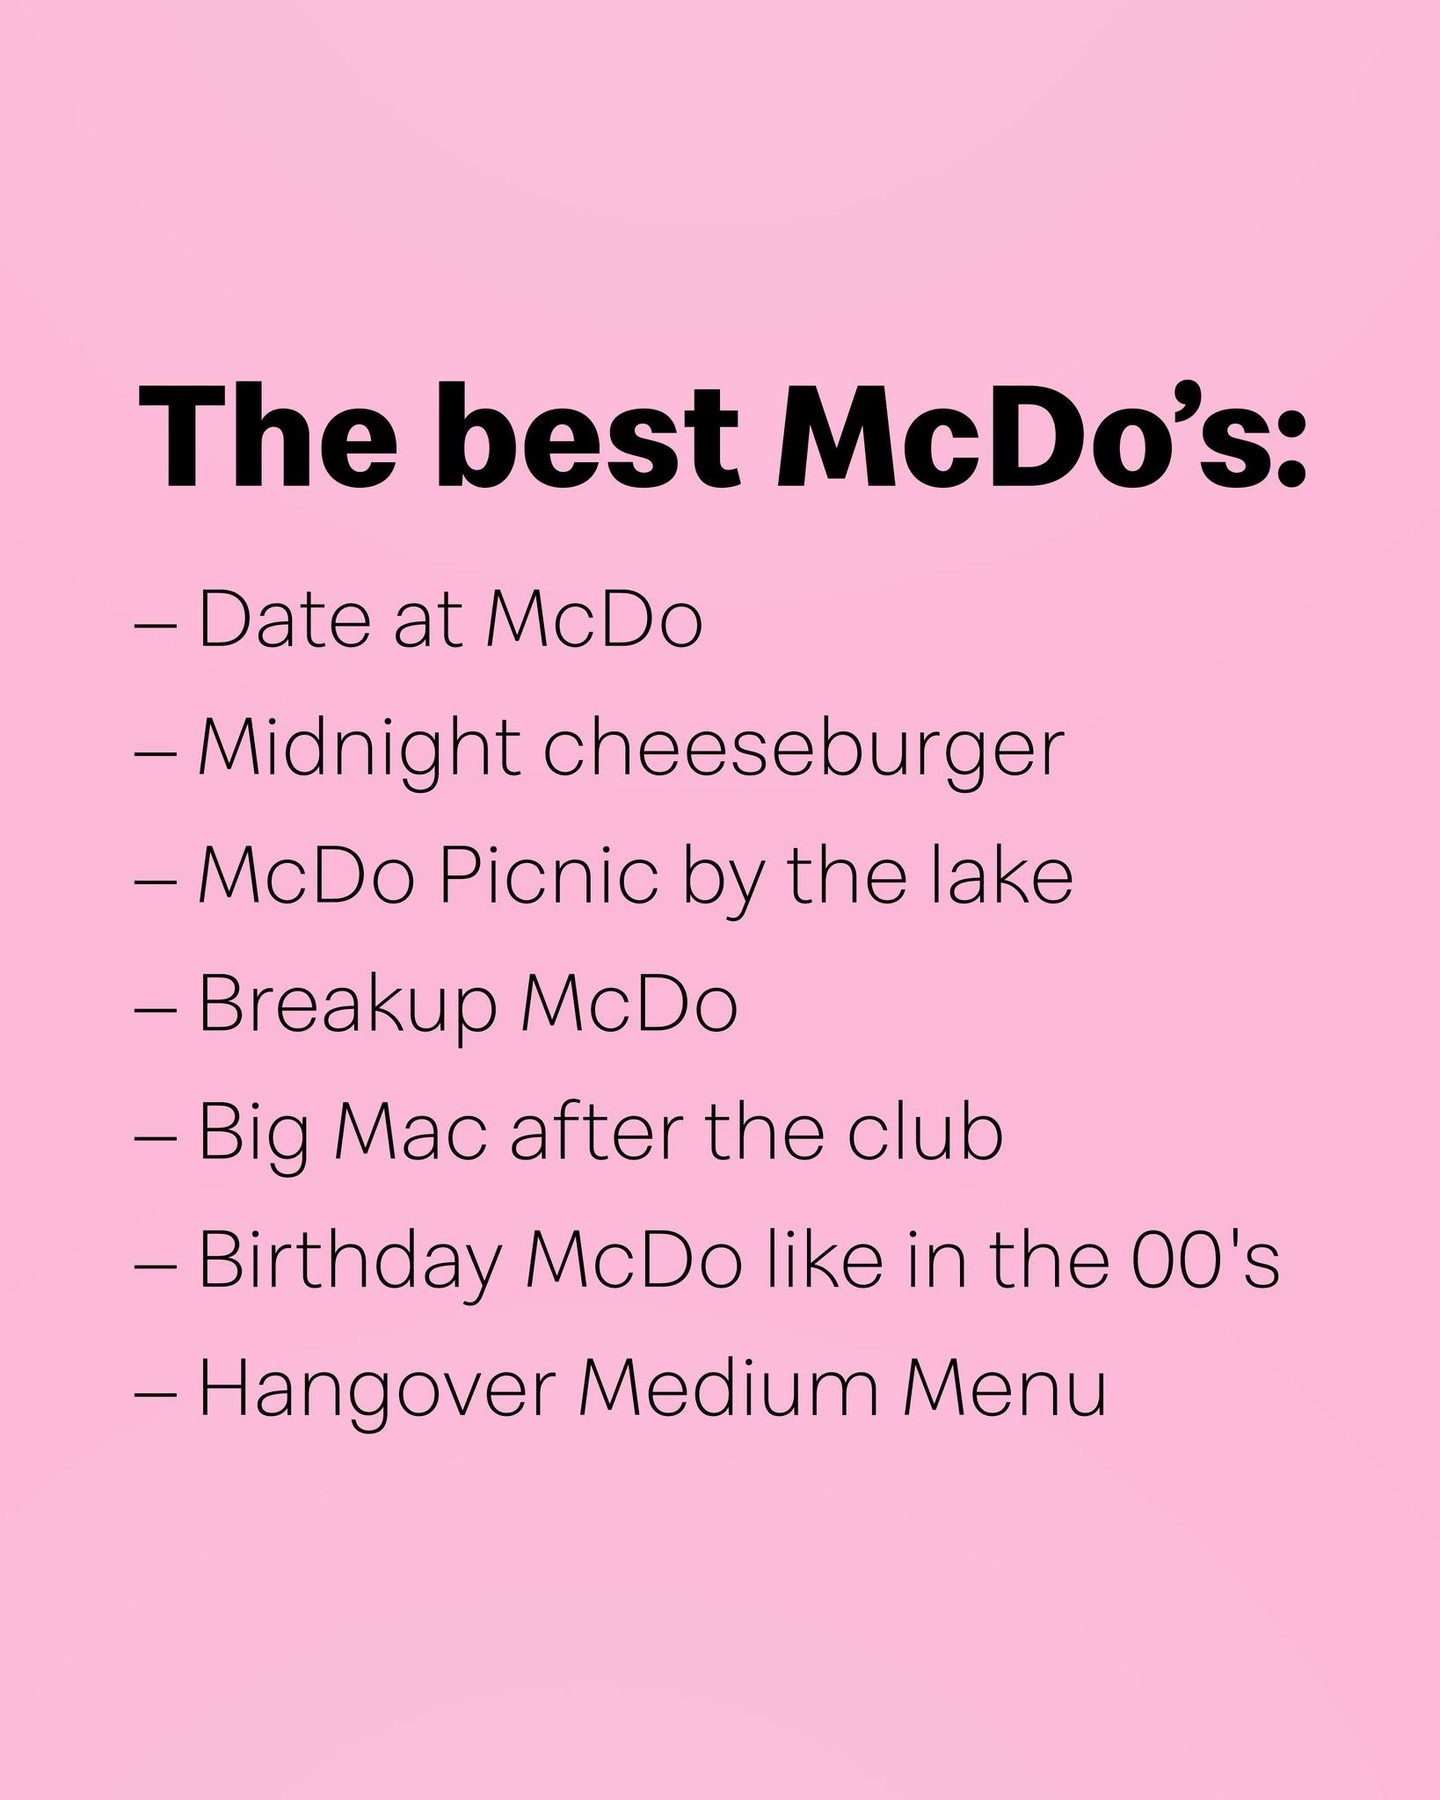 The best McDo’s:
– Date at McDo
– Midnight cheeseburger
– McDo Picnic by the lake
– Breakup McDo
– Big Mac after the club
– Birthday McDo like in the 00's
– Hangover Medium Menu